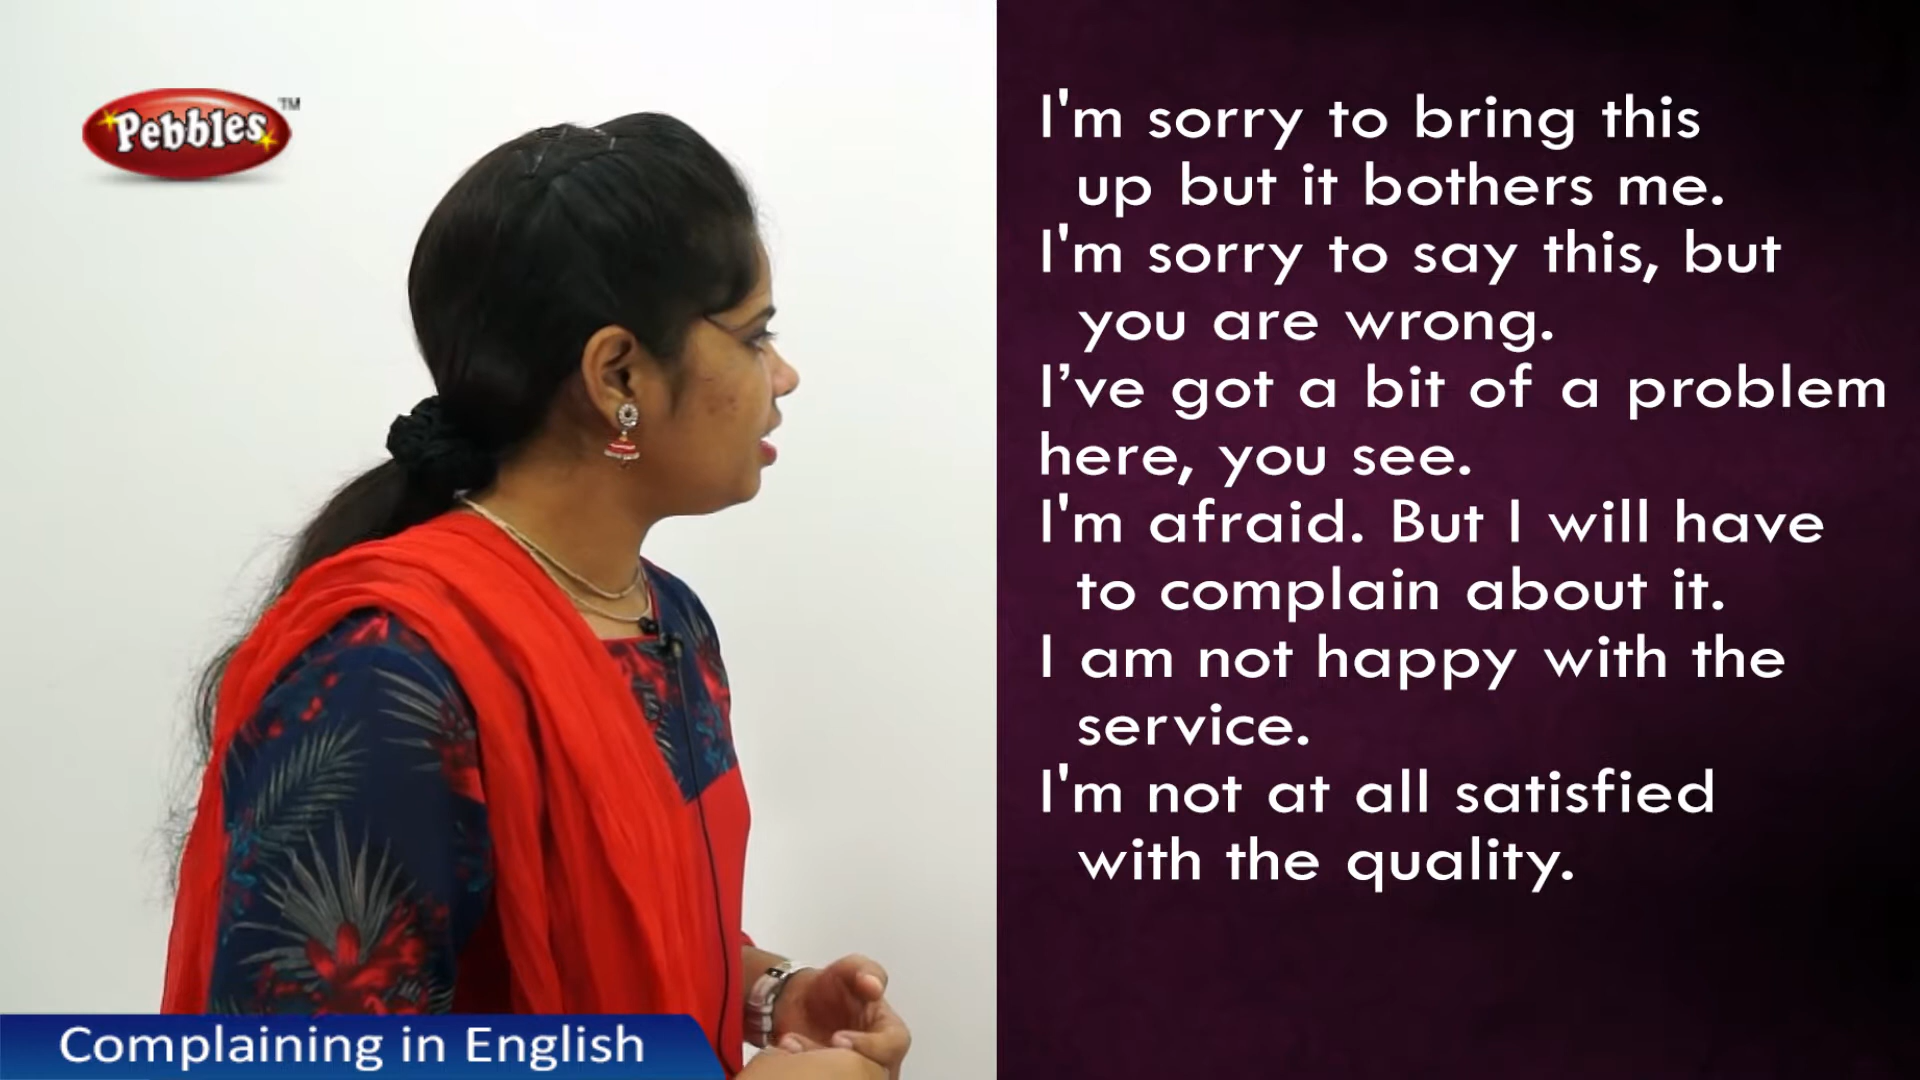 Pebbles TM
I'm sorry to bring this
up but it bothers me.
I'm sorry to say this, but
you are wrong.
I’ve got a bit of a problem
here, you see.
I'm afraid. But I will have
to complain about it.
I am not happy with the
service.
I'm not at all satisfied
with the quality.
Complaining in English